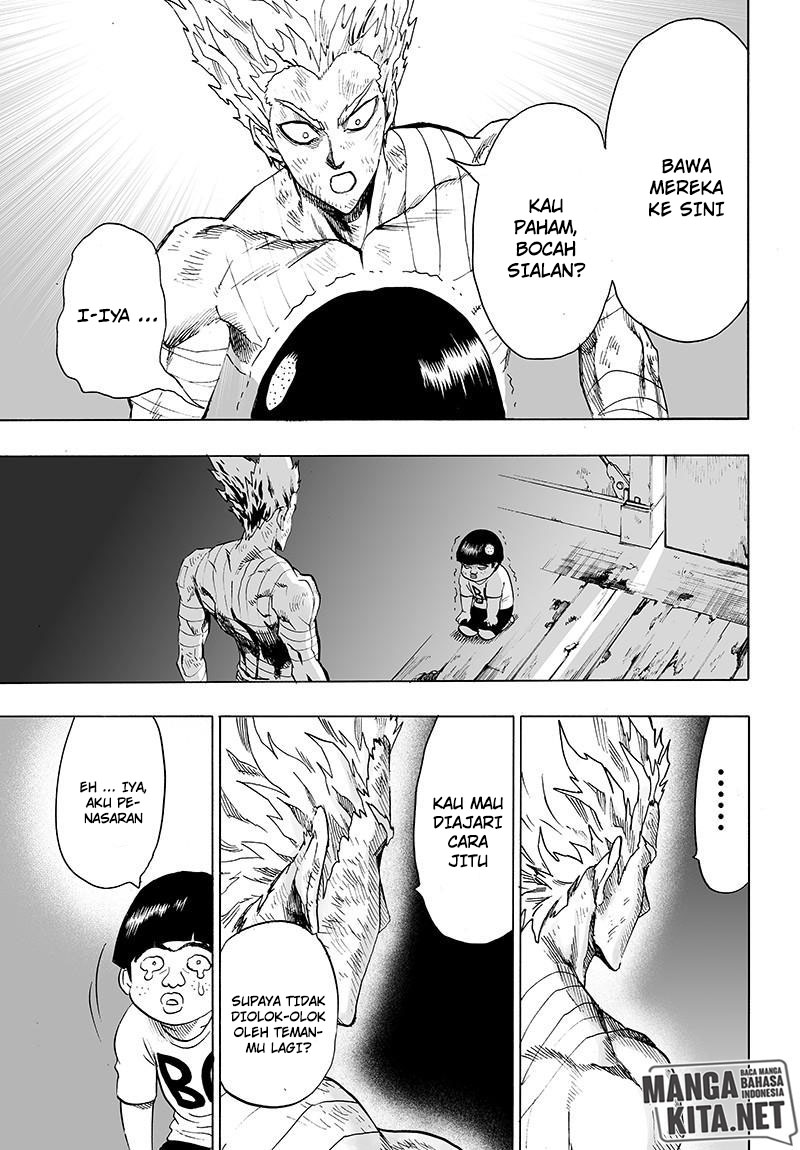 BAWA
MEREKA
KE SINI
KAU
PAHAM,
BOCAH
SIALAN?
I-IYA ...
......
KAU MAU
DIAJARI
CARA
JITU
SUPAYA TIDAK
DIOLOK-OLOK
OLEH TEMAN-
MU LAGI?
EH ... IYA,
AKU PE-
NASARAN
BO
MANGA
KITA.NET
BACA MANGA
BAHASA
INDONESIA